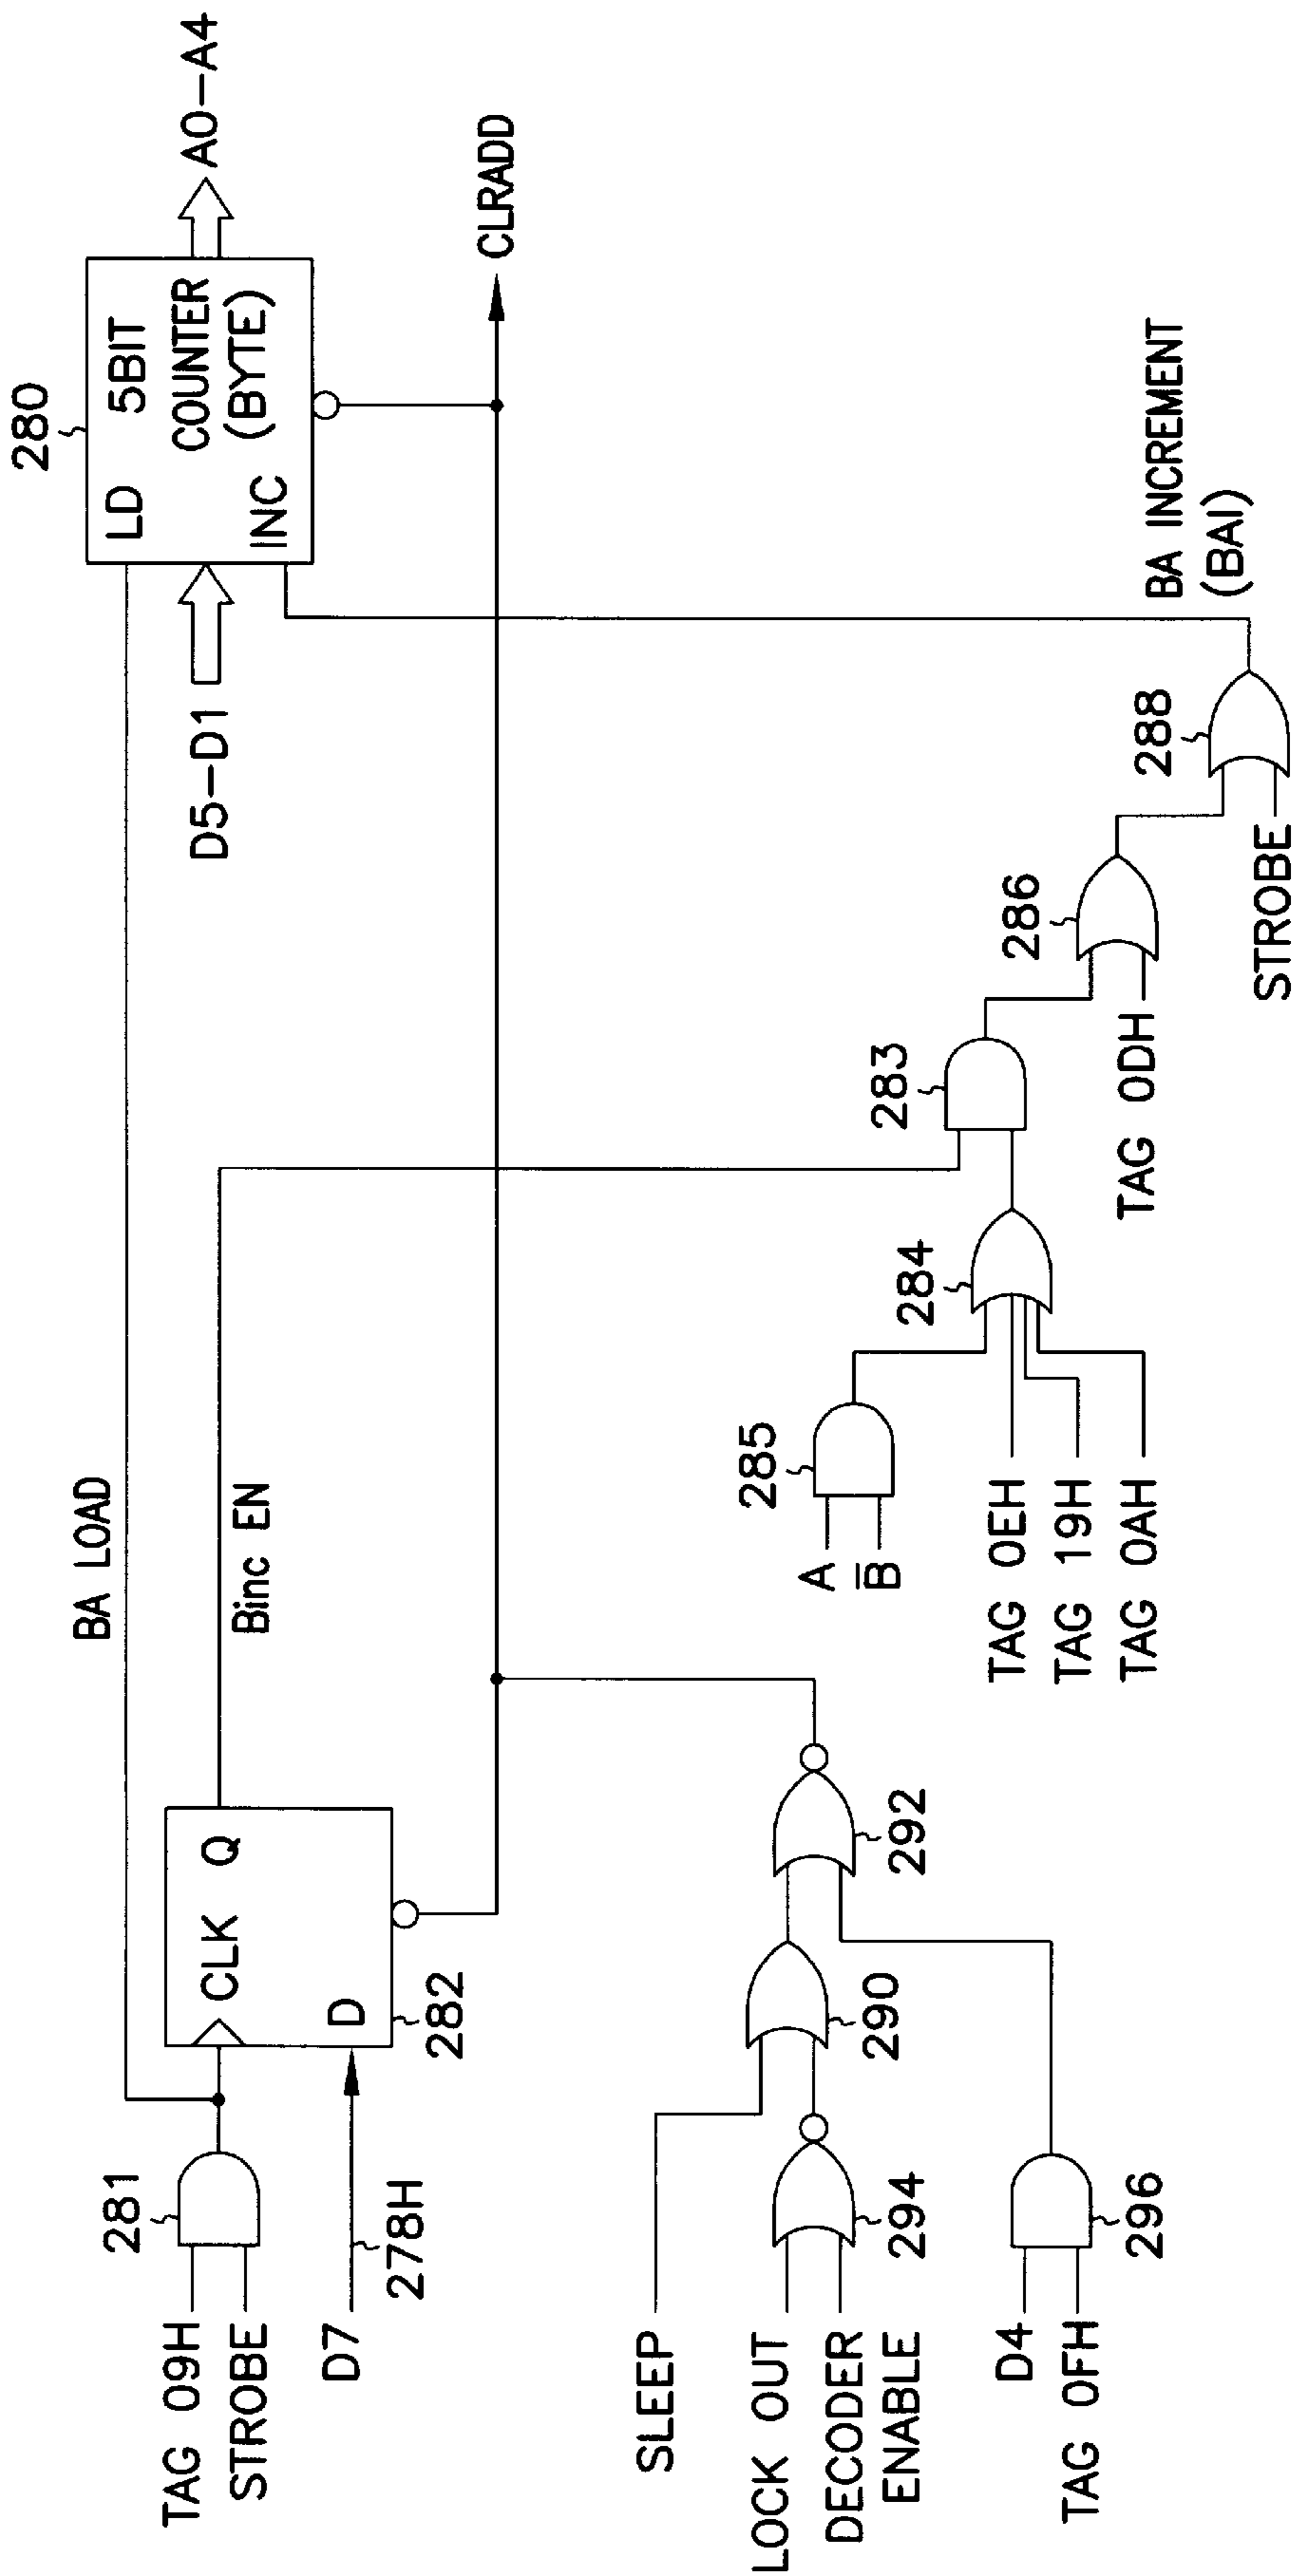 280
LD 5BIT
COUNTER
(BYTE)
INC
A0–A4
D5–D1
BA LOAD
Binc EN
CLRADD
281
TAG 09H
STROBE
CLK Q
D
282
D7
278H
SLEEP
LOCK OUT
DECODER
ENABLE
294
290
292
D4
TAG 0FH
296
285
A
B̅
TAG 0EH
TAG 19H
TAG 0AH
284
283
286
TAG 0DH
288
STROBE
BA INCREMENT
(BAI)